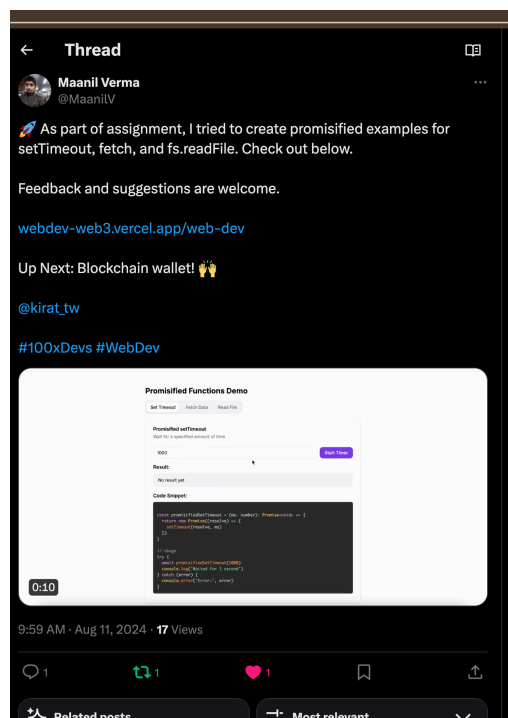 Thread
Maanil Verma
@MaanilV
🚀 As part of assignment, I tried to create promisified examples for
setTimeout, fetch, and fs.readFile. Check out below.
Feedback and suggestions are welcome.
webdev-web3.vercel.app/web-dev
Up Next: Blockchain wallet! 🙌
@kirat_tw
#100xDevs #WebDev
Promisified Functions Demo
Set Timeout Fetch Data Read File
Promisified setTimeout
Wait for a specified amount of time
1000 Start Timer
Result:
No result yet
Code Snippet:
const promisifiedSetTimeout = (ms: number): Promise<void> => {
return new Promise((resolve) => {
setTimeout(resolve, ms)
})
}
// Usage
try {
await promisifiedSetTimeout(1000)
console.log('Waited for 1 second')
} catch (error) {
console.error('Error:', error)
}
0:10
9:59 AM · Aug 11, 2024 · 17 Views
1 1 1
Related posts Most relevant